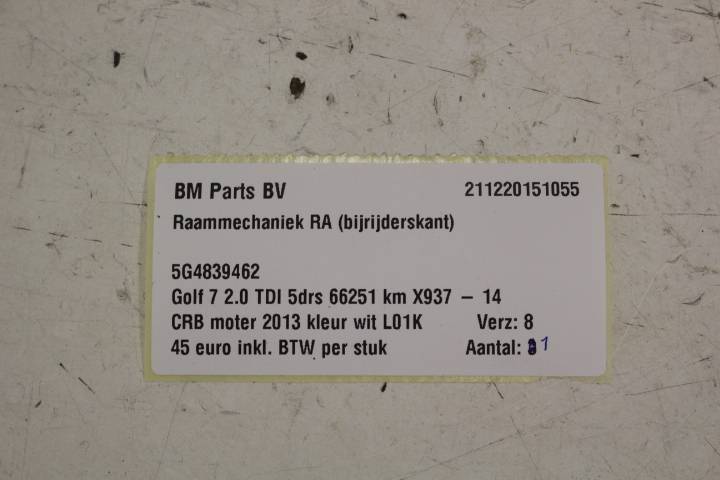 BM Parts BV 211220151055
Raammechaniek RA (bijrijderskant)
5G4839462
Golf 7 2.0 TDI 5drs 66251 km X937 – 14
CRB moter 2013 kleur wit L01K Verz: 8
45 euro inkl. BTW per stuk Aantal: 1